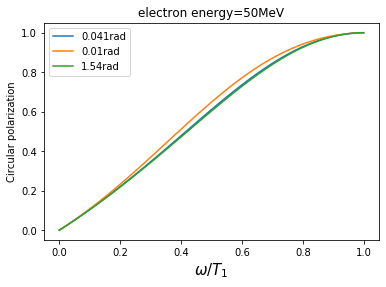 electron energy=50MeV
0.041rad
0.01rad
1.54rad
Circular polarization
1.0
0.8
0.6
0.4
0.2
0.0
0.0 0.2 0.4 0.6 0.8 1.0
ω/T₁